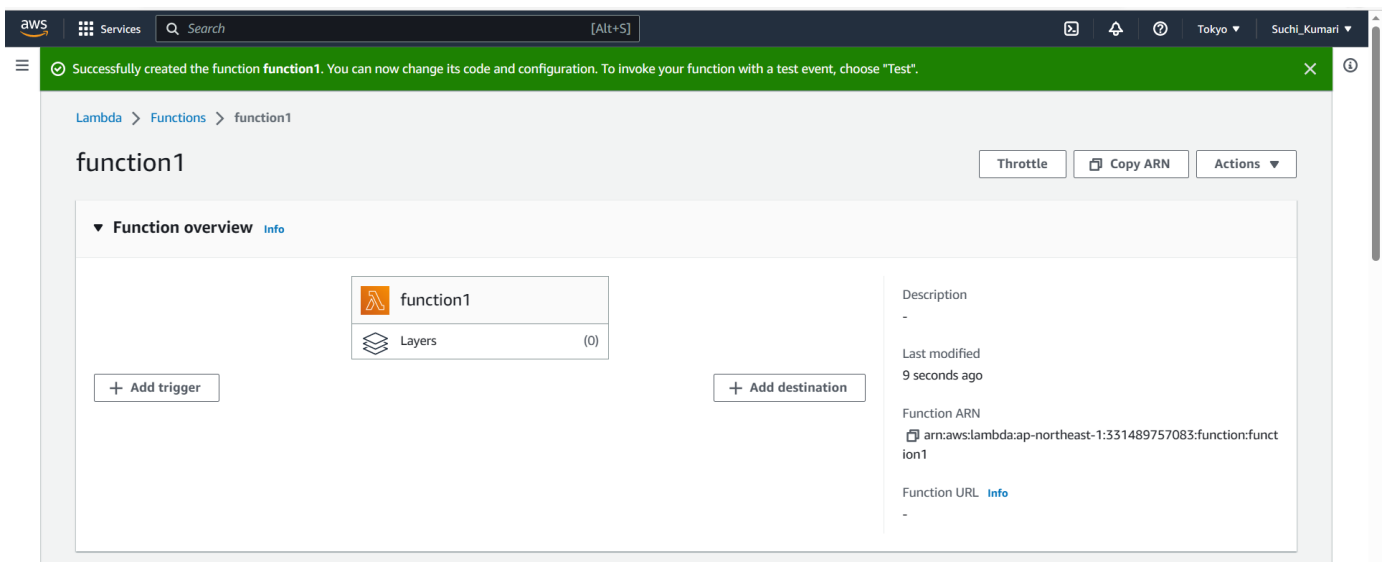 aws
Services
Search
[Alt+S]
Tokyo ▼
Suchi_Kumari ▼
Successfully created the function function1. You can now change its code and configuration. To invoke your function with a test event, choose "Test".
Lambda > Functions > function1
function1
Throttle
Copy ARN
Actions ▼
▼ Function overview Info
function1
Layers (0)
+ Add trigger
+ Add destination
Description
-
Last modified
9 seconds ago
Function ARN
arn:aws:lambda:ap-northeast-1:331489757083:function:funct
ion1
Function URL Info
-